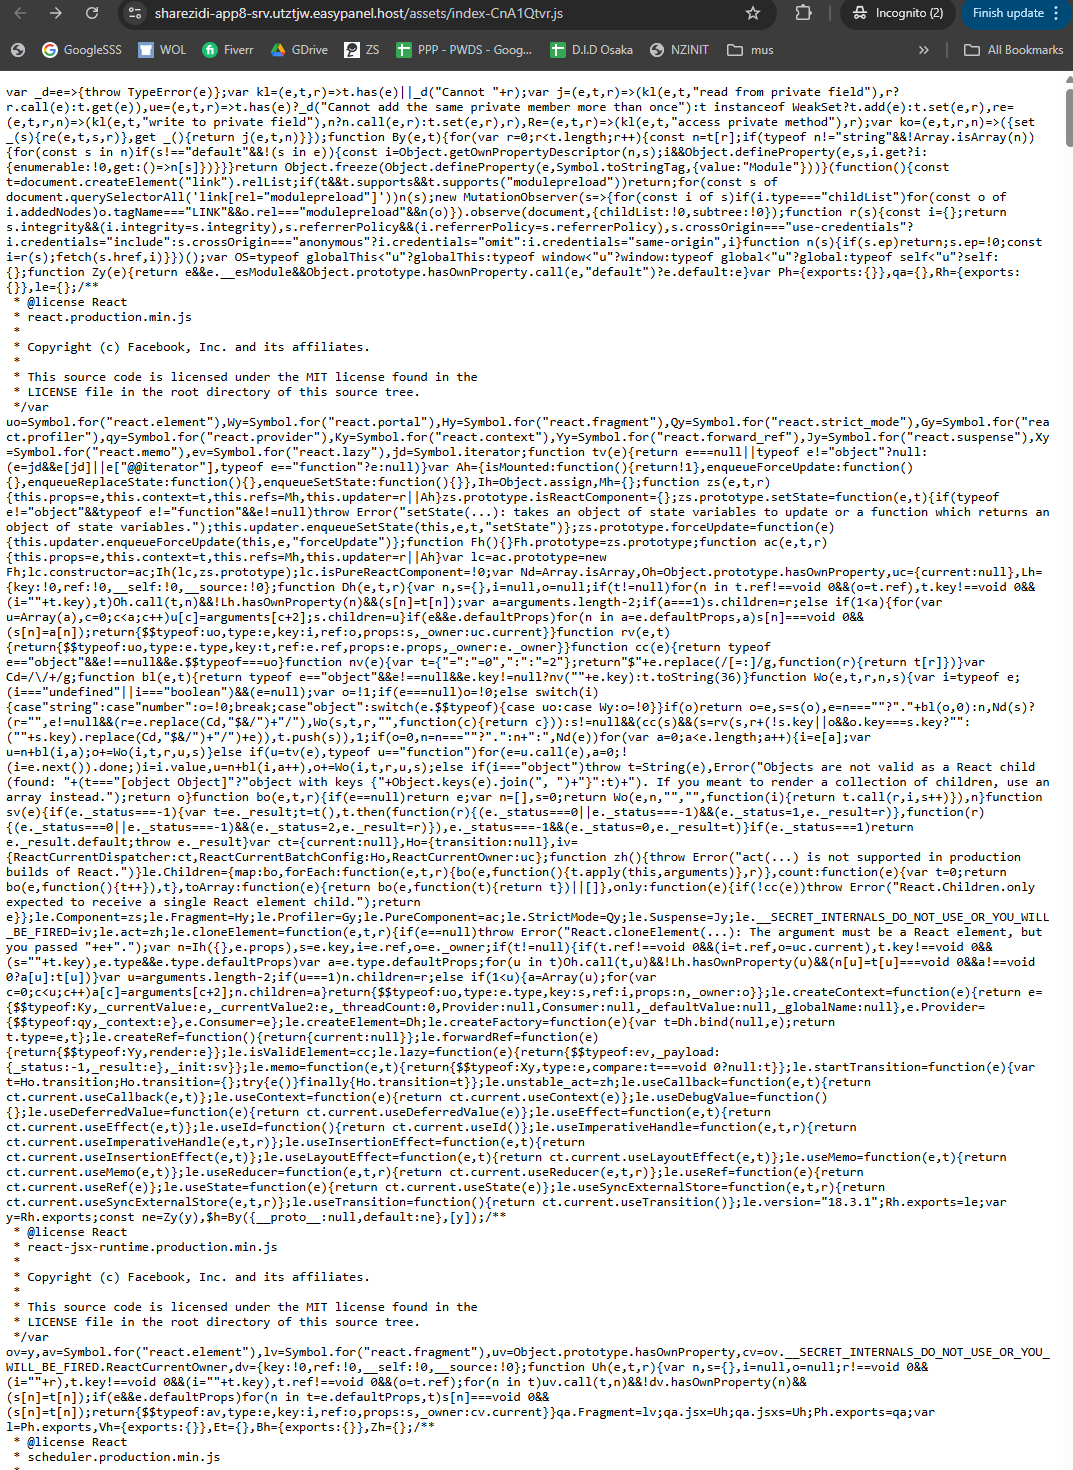 sharezidi-app8-srv.utztjw.easypanel.host/assets/index-CnA1Qtvr.js
Incognito (2)
Finish update
GoogleSSS
WOL
Fiverr
GDrive
ZS
PPP - PWDS - Goog...
D.I.D Osaka
NZINIT
mus
»
All Bookmarks
var _d=e=>{throw TypeError(e)};var kl=(e,t,r)=>t.has(e)||_d("Cannot "+r);var j=(e,t,r)=>(kl(e,t,"read from private field"),r?
r.call(e):t.get(e)),ue=(e,t,r)=>t.has(e)?_d("Cannot add the same private member more than once"):t instanceof WeakSet?t.add(e):t.set(e,r),re=
(e,t,r,n)=>(kl(e,t,"write to private field"),n?n.call(e,r):t.set(e,r),r),Re=(e,t,r)=>(kl(e,t,"access private method"),r);var ko=(e,t,r,n)=>({set
_(s){re(e,t,s,r)},get _(){return j(e,t,n)}});function By(e,t){for(var r=0;r<t.length;r++){const n=t[r];if(typeof n!="string"&&!Array.isArray(n))
{for(const s in n)if(s!=="default"&&!(s in e)){const i=Object.getOwnPropertyDescriptor(n,s);i&&Object.defineProperty(e,s,i.get?i:
{enumerable:!0,get:()=>n[s]})}}}return Object.freeze(Object.defineProperty(e,Symbol.toStringTag,{value:"Module"}))}(function(){const
t=document.createElement("link").relList;if(t&&t.supports&&t.supports("modulepreload"))return;for(const s of
document.querySelectorAll('link[rel="modulepreload"]'))n(s);new MutationObserver(s=>{for(const i of s)if(i.type==="childList")for(const o of
i.addedNodes)o.tagName==="LINK"&&o.rel==="modulepreload"&&n(o)}).observe(document,{childList:!0,subtree:!0});function r(s){const i={};return
s.integrity&&(i.integrity=s.integrity),s.referrerPolicy&&(i.referrerPolicy=s.referrerPolicy),s.crossOrigin==="use-credentials"?
i.credentials="include":s.crossOrigin==="anonymous"?i.credentials="omit":i.credentials="same-origin",i}function n(s){if(s.ep)return;s.ep=!0;const
i=r(s);fetch(s.href,i)}})();var OS=typeof globalThis<"u"?globalThis:typeof window<"u"?window:typeof global<"u"?global:typeof self<"u"?self:
{};function Zy(e){return e&&e.__esModule&&Object.prototype.hasOwnProperty.call(e,"default")?e.default:e}var Ph={exports:{}},qa={},Rh={exports:
{}},le={};/**
* @license React
* react.production.min.js
*
* Copyright (c) Facebook, Inc. and its affiliates.
*
* This source code is licensed under the MIT license found in the
* LICENSE file in the root directory of this source tree.
*/var
uo=Symbol.for("react.element"),Wy=Symbol.for("react.portal"),Hy=Symbol.for("react.fragment"),Qy=Symbol.for("react.strict_mode"),Gy=Symbol.for("rea
ct.profiler"),qy=Symbol.for("react.provider"),Ky=Symbol.for("react.context"),Yy=Symbol.for("react.forward_ref"),Jy=Symbol.for("react.suspense"),Xy
=Symbol.for("react.memo"),ev=Symbol.for("react.lazy"),jd=Symbol.iterator;function tv(e){return e===null||typeof e!="object"?null:
(e=jd&&e[jd]||e["@@iterator"],typeof e=="function"?e:null)}var Ah={isMounted:function(){return!1},enqueueForceUpdate:function()
{},enqueueReplaceState:function(){},enqueueSetState:function(){}},Ih=Object.assign,Mh={};function zs(e,t,r)
{this.props=e,this.context=t,this.refs=Mh,this.updater=r||Ah}zs.prototype.isReactComponent={};zs.prototype.setState=function(e,t){if(typeof
e!="object"&&typeof e!="function"&&e!=null)throw Error("setState(...): takes an object of state variables to update or a function which returns an
object of state variables.");this.updater.enqueueSetState(this,e,t,"setState")};zs.prototype.forceUpdate=function(e)
{this.updater.enqueueForceUpdate(this,e,"forceUpdate")};function Fh(){}Fh.prototype=zs.prototype;function ac(e,t,r)
{this.props=e,this.context=t,this.refs=Mh,this.updater=r||Ah}var lc=ac.prototype=new
Fh;lc.constructor=ac;Ih(lc,zs.prototype);lc.isPureReactComponent=!0;var Nd=Array.isArray,Oh=Object.prototype.hasOwnProperty,uc={current:null},Lh=
{key:!0,ref:!0,__self:!0,__source:!0};function Dh(e,t,r){var n,s={},i=null,o=null;if(t!=null)for(n in t.ref!==void 0&&(o=t.ref),t.key!==void 0&&
(i=""+t.key),t)Oh.call(t,n)&&!Lh.hasOwnProperty(n)&&(s[n]=t[n]);var a=arguments.length-2;if(a===1)s.children=r;else if(1<a){for(var
u=Array(a),c=0;c<a;c++)u[c]=arguments[c+2];s.children=u}if(e&&e.defaultProps)for(n in a=e.defaultProps,a)s[n]===void 0&&
(s[n]=a[n]);return{$$typeof:uo,type:e,key:i,ref:o,props:s,_owner:uc.current}}function rv(e,t)
{return{$$typeof:uo,type:e.type,key:t,ref:e.ref,props:e.props,_owner:e._owner}}function cc(e){return typeof
e=="object"&&e!==null&&e.$$typeof===uo}function nv(e){var t={"=":"=0",":":"=2"};return"$"+e.replace(/[=:]/g,function(r){return t[r]})}var
Cd=/\/+/g;function bl(e,t){return typeof e=="object"&&e!==null&&e.key!=null?nv(""+e.key):t.toString(36)}function Wo(e,t,r,n,s){var i=typeof e;
(i==="undefined"||i==="boolean")&&(e=null);var o=!1;if(e===null)o=!0;else switch(i)
{case"string":case"number":o=!0;break;case"object":switch(e.$$typeof){case uo:case Wy:o=!0}}if(o)return o=e,s=s(o),e=n===""?"."+bl(o,0):n,Nd(s)?
(r="",e!=null&&(r=e.replace(Cd,"$&/")+"/"),Wo(s,t,r,"",function(c){return c})):s!=null&&(cc(s)&&(s=rv(s,r+(!s.key||o&&o.key===s.key?"":
(""+s.key).replace(Cd,"$&/")+"/")+e)),t.push(s)),1;if(o=0,n=n===""?".":n+":",Nd(e))for(var a=0;a<e.length;a++){i=e[a];var
u=n+bl(i,a);o+=Wo(i,t,r,u,s)}else if(u=tv(e),typeof u=="function")for(e=u.call(e),a=0;!
(i=e.next()).done;)i=i.value,u=n+bl(i,a++),o+=Wo(i,t,r,u,s);else if(i==="object")throw t=String(e),Error("Objects are not valid as a React child
(found: "+(t==="[object Object]"?"object with keys {"+Object.keys(e).join(", ")+"}":t)+"). If you meant to render a collection of children, use an
array instead.");return o}function bo(e,t,r){if(e==null)return e;var n=[],s=0;return Wo(e,n,"","",function(i){return t.call(r,i,s++)}),n}function
sv(e){if(e._status===-1){var t=e._result;t=t(),t.then(function(r){(e._status===0||e._status===-1)&&(e._status=1,e._result=r)},function(r)
{(e._status===0||e._status===-1)&&(e._status=2,e._result=r)}),e._status===-1&&(e._status=0,e._result=t)}if(e._status===1)return
e._result.default;throw e._result}var ct={current:null},Ho={transition:null},iv=
{ReactCurrentDispatcher:ct,ReactCurrentBatchConfig:Ho,ReactCurrentOwner:uc};function zh(){throw Error("act(...) is not supported in production
builds of React.")}le.Children={map:bo,forEach:function(e,t,r){bo(e,function(){t.apply(this,arguments)},r)},count:function(e){var t=0;return
bo(e,function(){t++}),t},toArray:function(e){return bo(e,function(t){return t})||[]},only:function(e){if(!cc(e))throw Error("React.Children.only
expected to receive a single React element child.");return
e}};le.Component=zs;le.Fragment=Hy;le.Profiler=Gy;le.PureComponent=ac;le.StrictMode=Qy;le.Suspense=Jy;le.__SECRET_INTERNALS_DO_NOT_USE_OR_YOU_WILL
_BE_FIRED=iv;le.act=zh;le.cloneElement=function(e,t,r){if(e==null)throw Error("React.cloneElement(...): The argument must be a React element, but
you passed "+e+".");var n=Ih({},e.props),s=e.key,i=e.ref,o=e._owner;if(t!=null){if(t.ref!==void 0&&(i=t.ref,o=uc.current),t.key!==void 0&&
(s=""+t.key),e.type&&e.type.defaultProps)var a=e.type.defaultProps;for(u in t)Oh.call(t,u)&&!Lh.hasOwnProperty(u)&&(n[u]=t[u]===void 0&&a!==void
0?a[u]:t[u])}var u=arguments.length-2;if(u===1)n.children=r;else if(1<u){a=Array(u);for(var
c=0;c<u;c++)a[c]=arguments[c+2];n.children=a}return{$$typeof:uo,type:e.type,key:s,ref:i,props:n,_owner:o}};le.createContext=function(e){return e=
{$$typeof:Ky,_currentValue:e,_currentValue2:e,_threadCount:0,Provider:null,Consumer:null,_defaultValue:null,_globalName:null},e.Provider=
{$$typeof:qy,_context:e},e.Consumer=e};le.createElement=Dh;le.createFactory=function(e){var t=Dh.bind(null,e);return
t.type=e,t};le.createRef=function(){return{current:null}};le.forwardRef=function(e)
{return{$$typeof:Yy,render:e}};le.isValidElement=cc;le.lazy=function(e){return{$$typeof:ev,_payload:
{_status:-1,_result:e},_init:sv}};le.memo=function(e,t){return{$$typeof:Xy,type:e,compare:t===void 0?null:t}};le.startTransition=function(e){var
t=Ho.transition;Ho.transition={};try{e()}finally{Ho.transition=t}};le.unstable_act=zh;le.useCallback=function(e,t){return
ct.current.useCallback(e,t)};le.useContext=function(e){return ct.current.useContext(e)};le.useDebugValue=function()
{};le.useDeferredValue=function(e){return ct.current.useDeferredValue(e)};le.useEffect=function(e,t){return
ct.current.useEffect(e,t)};le.useId=function(){return ct.current.useId()};le.useImperativeHandle=function(e,t,r){return
ct.current.useImperativeHandle(e,t,r)};le.useInsertionEffect=function(e,t){return
ct.current.useInsertionEffect(e,t)};le.useLayoutEffect=function(e,t){return ct.current.useLayoutEffect(e,t)};le.useMemo=function(e,t){return
ct.current.useMemo(e,t)};le.useReducer=function(e,t,r){return ct.current.useReducer(e,t,r)};le.useRef=function(e){return
ct.current.useRef(e)};le.useState=function(e){return ct.current.useState(e)};le.useSyncExternalStore=function(e,t,r){return
ct.current.useSyncExternalStore(e,t,r)};le.useTransition=function(){return ct.current.useTransition()};le.version="18.3.1";Rh.exports=le;var
y=Rh.exports;const ne=Zy(y),$h=By({__proto__:null,default:ne},[y]);/**
* @license React
* react-jsx-runtime.production.min.js
*
* Copyright (c) Facebook, Inc. and its affiliates.
*
* This source code is licensed under the MIT license found in the
* LICENSE file in the root directory of this source tree.
*/var
ov=y,av=Symbol.for("react.element"),lv=Symbol.for("react.fragment"),uv=Object.prototype.hasOwnProperty,cv=ov.__SECRET_INTERNALS_DO_NOT_USE_OR_YOU_
WILL_BE_FIRED.ReactCurrentOwner,dv={key:!0,ref:!0,__self:!0,__source:!0};function Uh(e,t,r){var n,s={},i=null,o=null;r!==void 0&&
(i=""+r),t.key!==void 0&&(i=""+t.key),t.ref!==void 0&&(o=t.ref);for(n in t)uv.call(t,n)&&!dv.hasOwnProperty(n)&&
(s[n]=t[n]);if(e&&e.defaultProps)for(n in t=e.defaultProps,t)s[n]===void 0&&
(s[n]=t[n]);return{$$typeof:av,type:e,key:i,ref:o,props:s,_owner:cv.current}}qa.Fragment=lv;qa.jsx=Uh;qa.jsxs=Uh;Ph.exports=qa;var
l=Ph.exports,Vh={exports:{}},Et={},Bh={exports:{}},Zh={};/**
* @license React
* scheduler.production.min.js
*